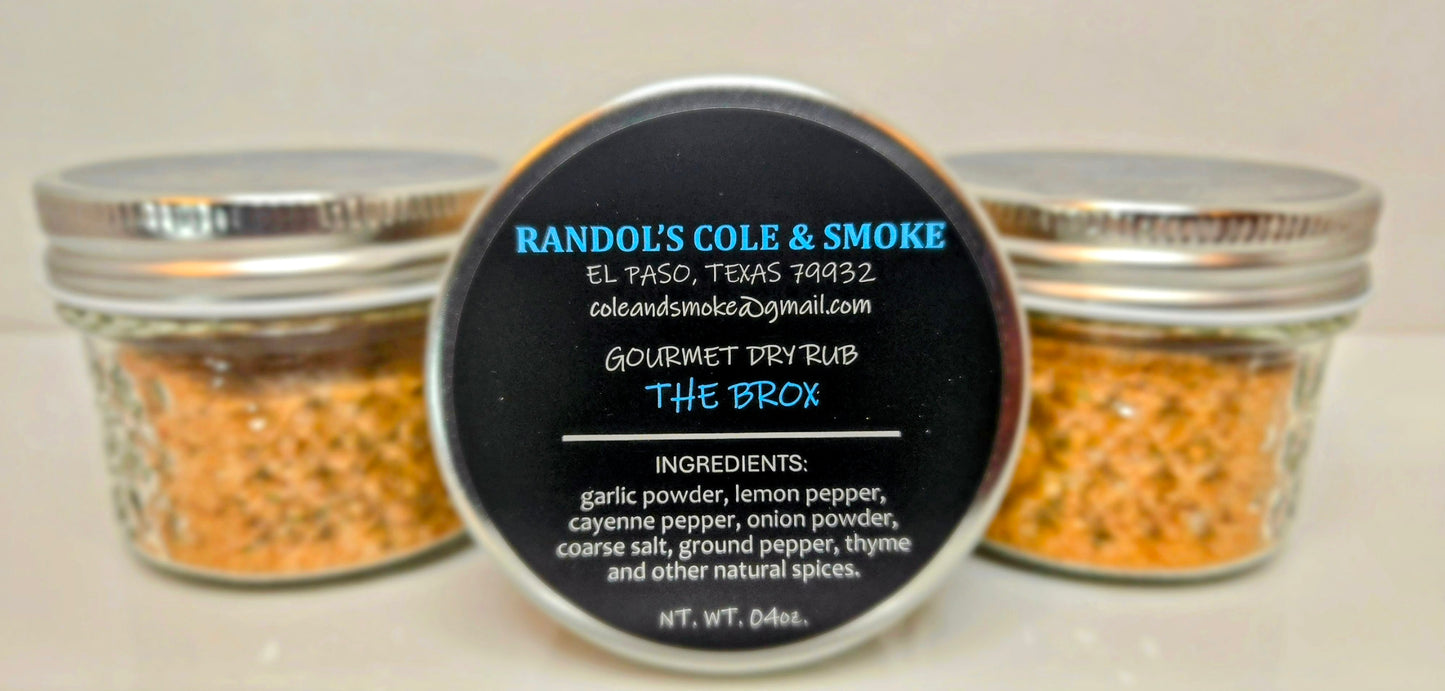 RANDOL'S COLE & SMOKE
EL PASO, TEXAS 79932
coleandsmoke@gmail.com
GOURMET DRY RUB
THE BROX
INGREDIENTS:
garlic powder, lemon pepper,
cayenne pepper, onion powder,
coarse salt, ground pepper, thyme
and other natural spices.
NT. WT. 04oz.